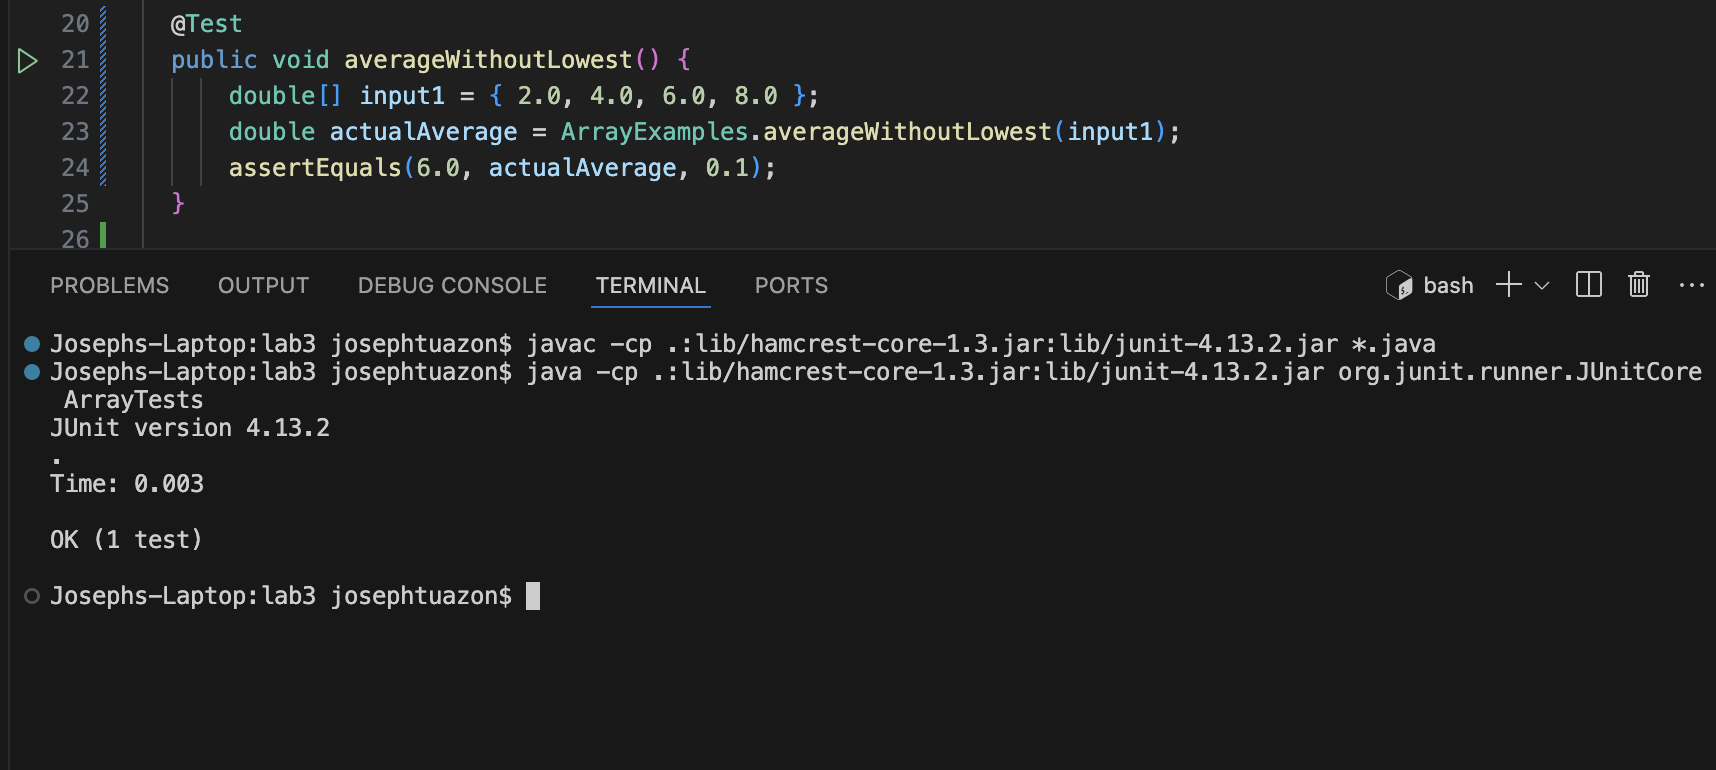 20 @Test
21 public void averageWithoutLowest() {
22 double[] input1 = { 2.0, 4.0, 6.0, 8.0 };
23 double actualAverage = ArrayExamples.averageWithoutLowest(input1);
24 assertEquals(6.0, actualAverage, 0.1);
25 }
26
PROBLEMS OUTPUT DEBUG CONSOLE TERMINAL PORTS bash
Josephs-Laptop:lab3 josephtuazon$ javac -cp .:lib/hamcrest-core-1.3.jar:lib/junit-4.13.2.jar *.java
Josephs-Laptop:lab3 josephtuazon$ java -cp .:lib/hamcrest-core-1.3.jar:lib/junit-4.13.2.jar org.junit.runner.JUnitCore
ArrayTests
JUnit version 4.13.2
.
Time: 0.003
OK (1 test)
Josephs-Laptop:lab3 josephtuazon$